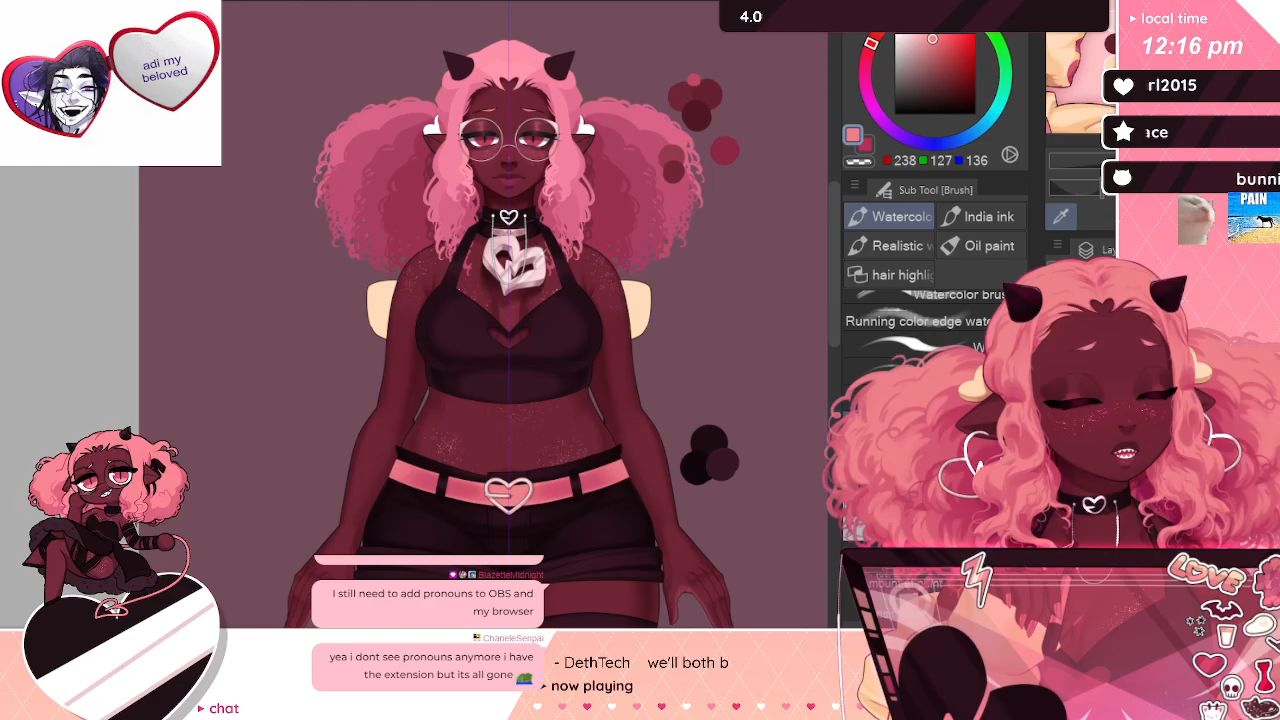 adi my
beloved
4.0
local time
12:16 pm
rl2015
ace
bunni
PAIN
238 127 136
Sub Tool [Brush]
Watercolo
India ink
Realistic w
Oil paint
hair highlig
Watercolor brus
Running color edge wate
W
Lay
BlazetteMidnight
I still need to add pronouns to OBS and
my browser
ChaneleSenpai
yea i dont see pronouns anymore i have
the extension but its all gone
- DethTech we'll both b
now playing
chat
LOVE